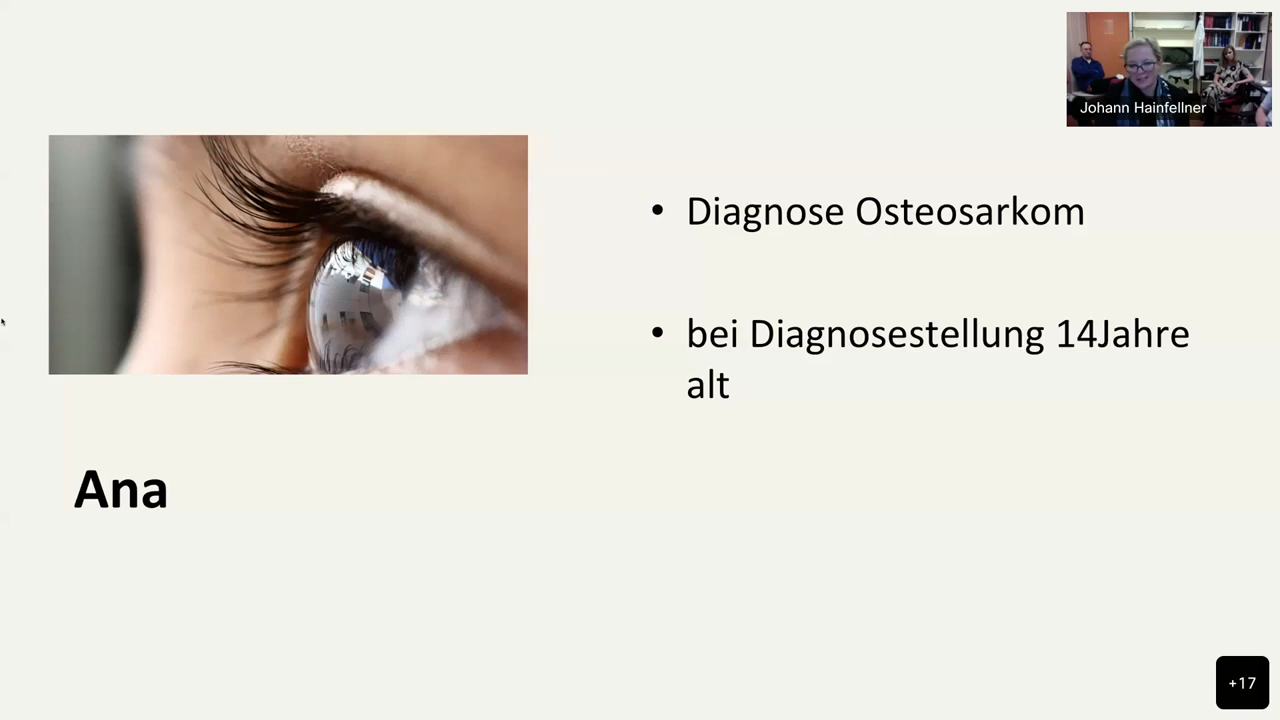 Johann Hainfellner
• Diagnose Osteosarkom
• bei Diagnosestellung 14Jahre
alt
Ana
+17